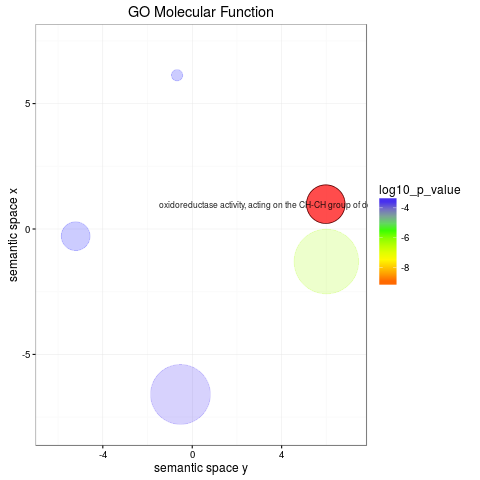 GO Molecular Function
semantic space x
5
0
-5
oxidoreductase activity, acting on the CH-CH group of d
-4
0
4
semantic space y
log10_p_value
-4
-6
-8